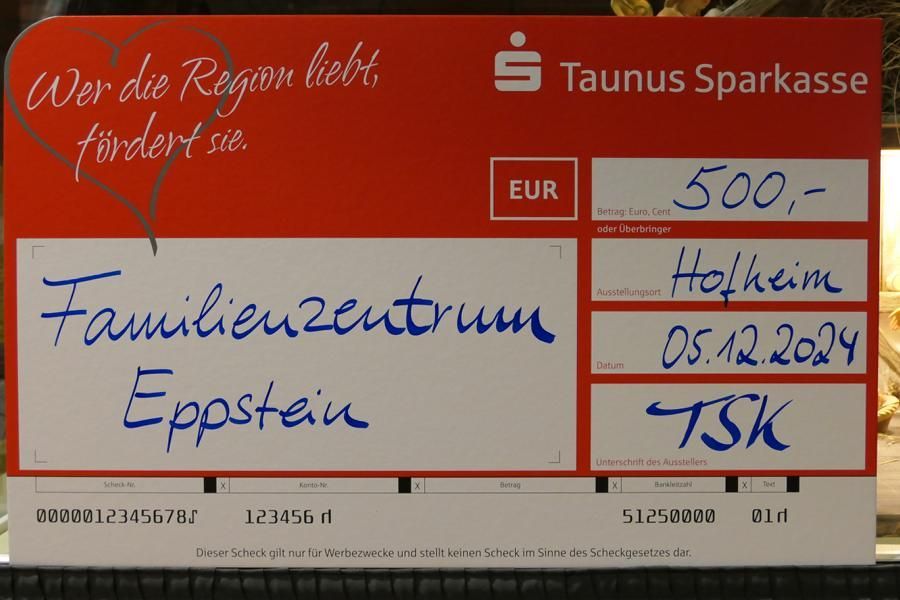 Wer die Region liebt,
fördert sie.
Taunus Sparkasse
EUR
Betrag: Euro, Cent 500,-
oder Überbringer
Familienzentrum
Eppstein
Ausstellungsort Hofheim
Datum 05.12.2024
TSK
Unterschrift des Ausstellers
Scheck-Nr. X Konto-Nr. X Betrag X Bankleitzahl X Text
0000012345678⑀ 123456⑁ 51250000 01⑁
Dieser Scheck gilt nur für Werbezwecke und stellt keinen Scheck im Sinne des Scheckgesetzes dar.